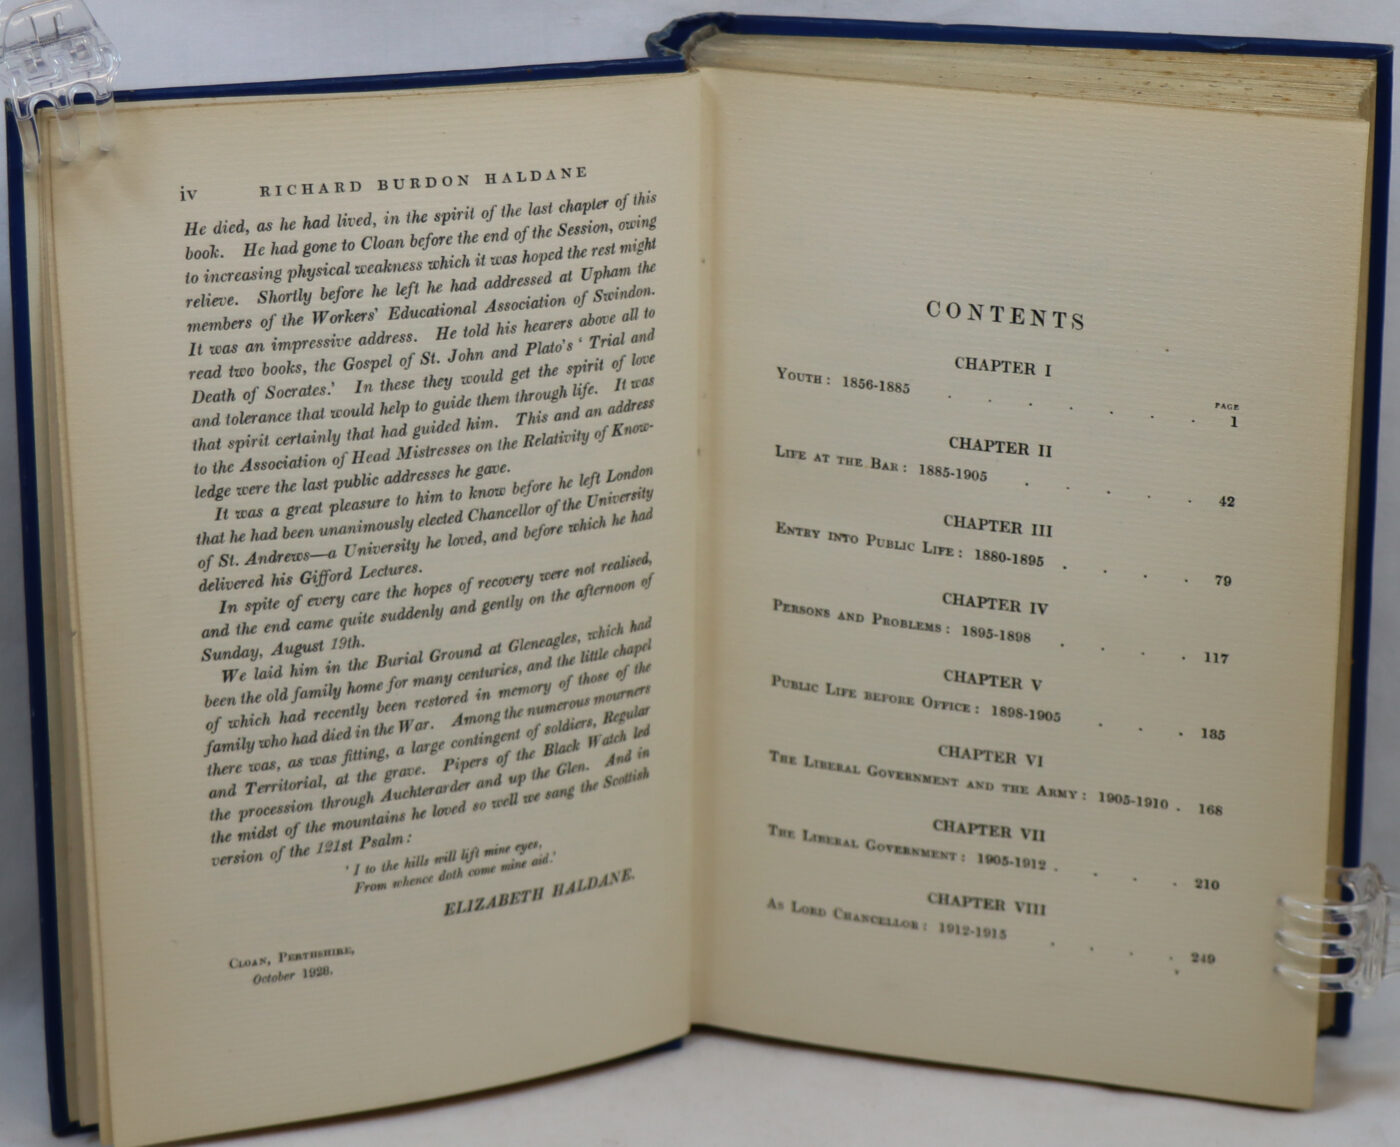 iv RICHARD BURDON HALDANE
He died, as he had lived, in the spirit of the last chapter of this
book. He had gone to Cloan before the end of the Session, owing
to increasing physical weakness which it was hoped the rest might
relieve. Shortly before he left he had addressed at Upham the
members of the Workers' Educational Association of Swindon.
It was an impressive address. He told his hearers above all to
read two books, the Gospel of St. John and Plato's ‘ Trial and
Death of Socrates.’ In these they would get the spirit of love
and tolerance that would help to guide them through life. It was
that spirit certainly that had guided him. This and an address
to the Association of Head Mistresses on the Relativity of Know-
ledge were the last public addresses he gave.
It was a great pleasure to him to know before he left London
that he had been unanimously elected Chancellor of the University
of St. Andrews—a University he loved, and before which he had
delivered his Gifford Lectures.
In spite of every care the hopes of recovery were not realised,
and the end came quite suddenly and gently on the afternoon of
Sunday, August 19th.
We laid him in the Burial Ground at Gleneagles, which had
been the old family home for many centuries, and the little chapel
of which had recently been restored in memory of those of the
family who had died in the War. Among the numerous mourners
there was, as was fitting, a large contingent of soldiers, Regular
and Territorial, at the grave. Pipers of the Black Watch led
the procession through Auchterarder and up the Glen. And in
the midst of the mountains he loved so well we sang the Scottish
version of the 121st Psalm :
‘ I to the hills will lift mine eyes,
From whence doth come mine aid.’
ELIZABETH HALDANE.
CLOAN, PERTHSHIRE,
October 1928.
CONTENTS
CHAPTER I
PAGE
YOUTH : 1856-1885 . . . . . . . 1
CHAPTER II
LIFE AT THE BAR : 1885-1905 . . . . . 42
CHAPTER III
ENTRY INTO PUBLIC LIFE : 1880-1895 . . . . 79
CHAPTER IV
PERSONS AND PROBLEMS : 1895-1898 . . . . 117
CHAPTER V
PUBLIC LIFE BEFORE OFFICE : 1898-1905 . . . 135
CHAPTER VI
THE LIBERAL GOVERNMENT AND THE ARMY : 1905-1910 . 168
CHAPTER VII
THE LIBERAL GOVERNMENT : 1905-1912 . . . . 210
CHAPTER VIII
AS LORD CHANCELLOR : 1912-1915 . . . . 249